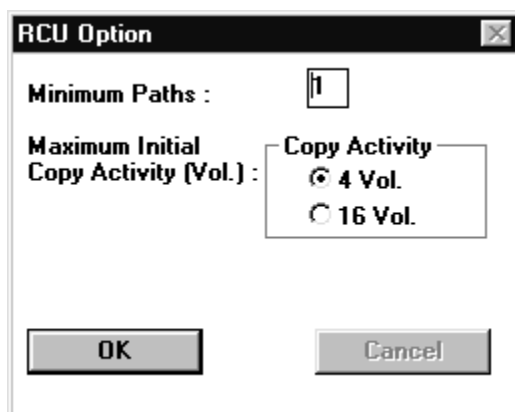 RCU Option
Minimum Paths : 1
Maximum Initial
Copy Activity (Vol.) :
Copy Activity
4 Vol.
16 Vol.
OK
Cancel